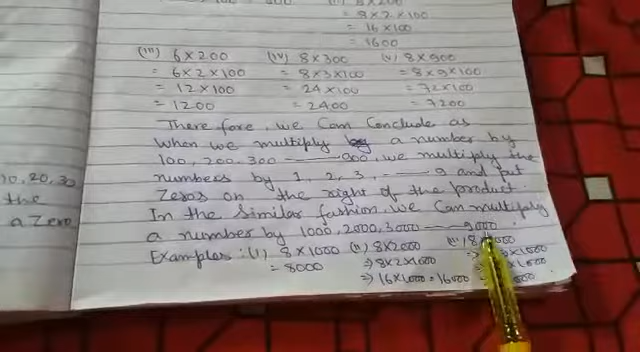 = 8×2×100
= 16×100
= 1600
(iii) 6×200 (iv) 8×300 (v) 8×900
= 6×2×100 = 8×3×100 = 8×9×100
= 12×100 = 24×100 = 72×100
= 1200 = 2400 = 7200
There fore, we can conclude as
when we multiply a number by
100, 200, 300 ——— 900, we multiply the
numbers by 1, 2, 3, ------ 9 and put
Zeros on the right of the product.
In the similar fashion, we can multiply
a number by 1000, 2000, 3000 —— 9000.
Examples: (i) 8×1000 (ii) 8×2000
= 8000 ⇒ 8×2×1000
⇒ 16×1000 = 16000
10, 20, 30
the
a Zero